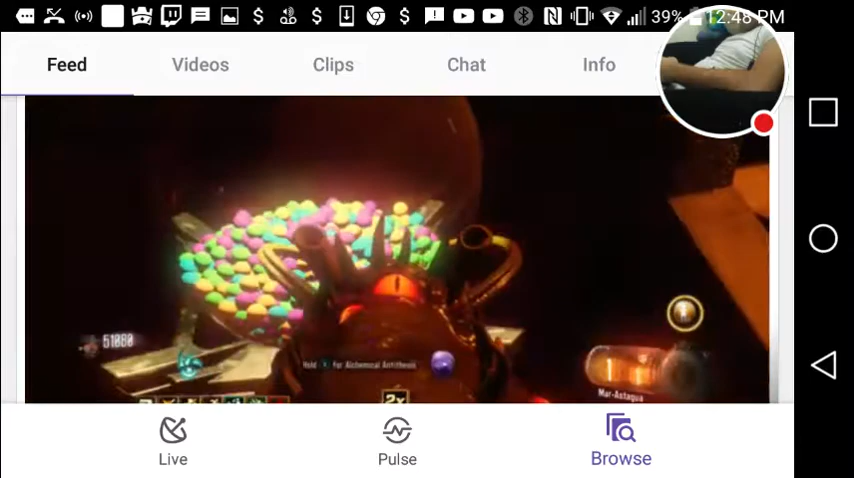 39% 12:48 PM
Feed Videos Clips Chat Info
51080
Hold X For Alchemical Antithesis
Mar-Astagua
2x
Live Pulse Browse